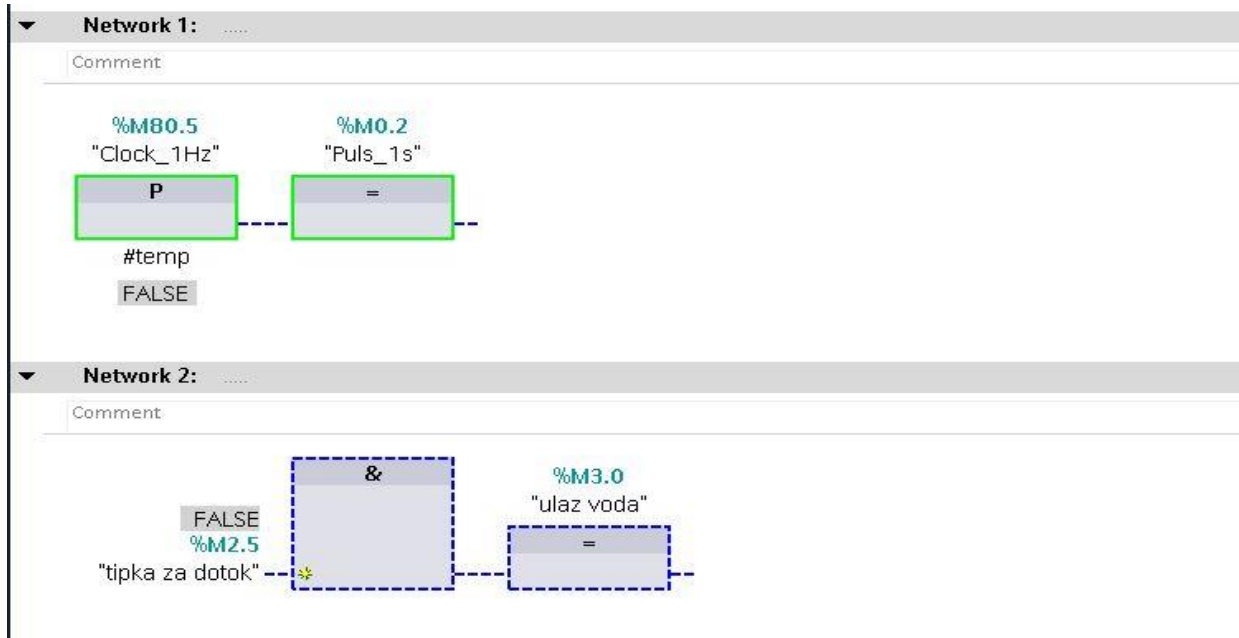 Network 1: .....
Comment
%M80.5
"Clock_1Hz"
P
#temp
FALSE
%M0.2
"Puls_1s"
=
Network 2: .....
Comment
FALSE
%M2.5
"tipka za dotok"
&
%M3.0
"ulaz voda"
=